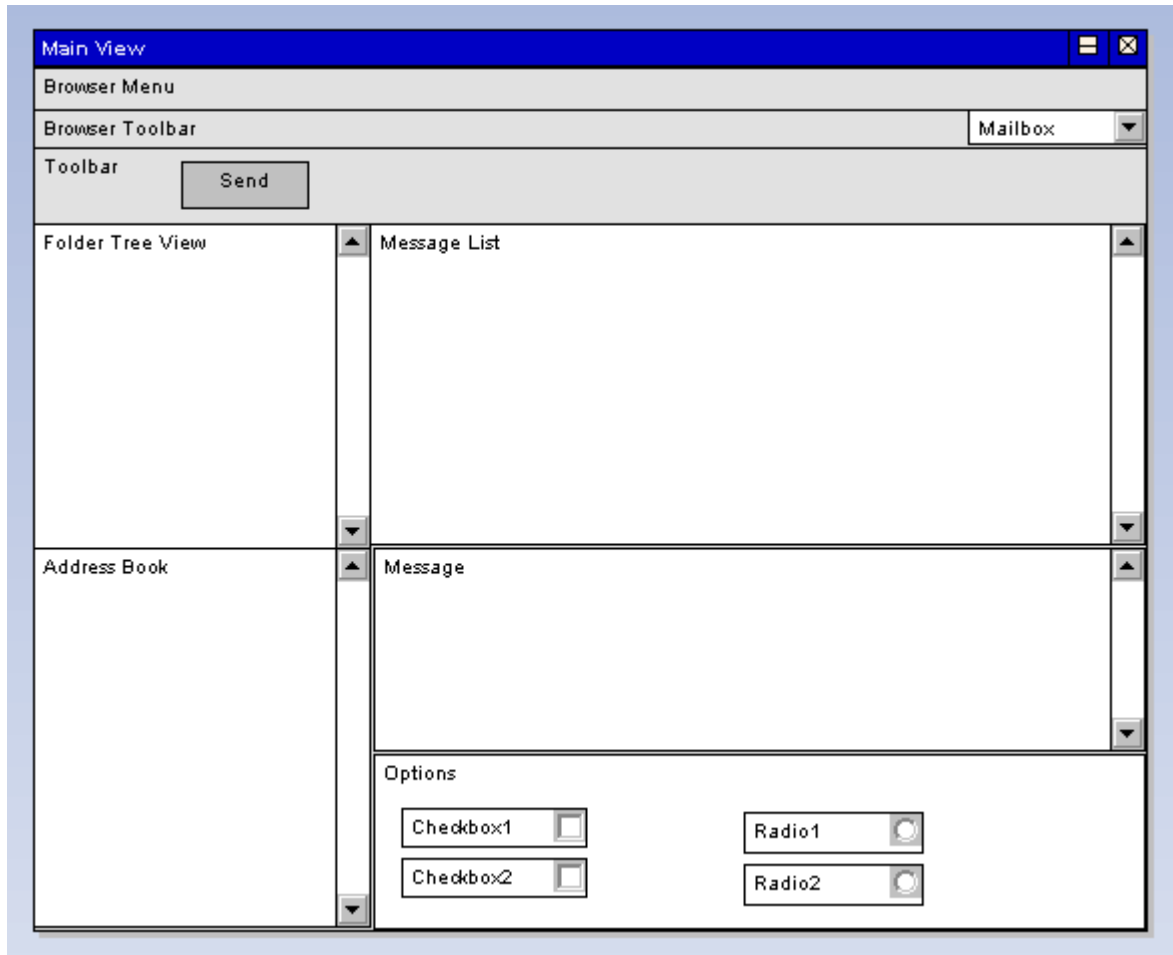 Main View
Browser Menu
Browser Toolbar
Mailbox
Toolbar
Send
Folder Tree View
Message List
Address Book
Message
Options
Checkbox1
Radio1
Checkbox2
Radio2